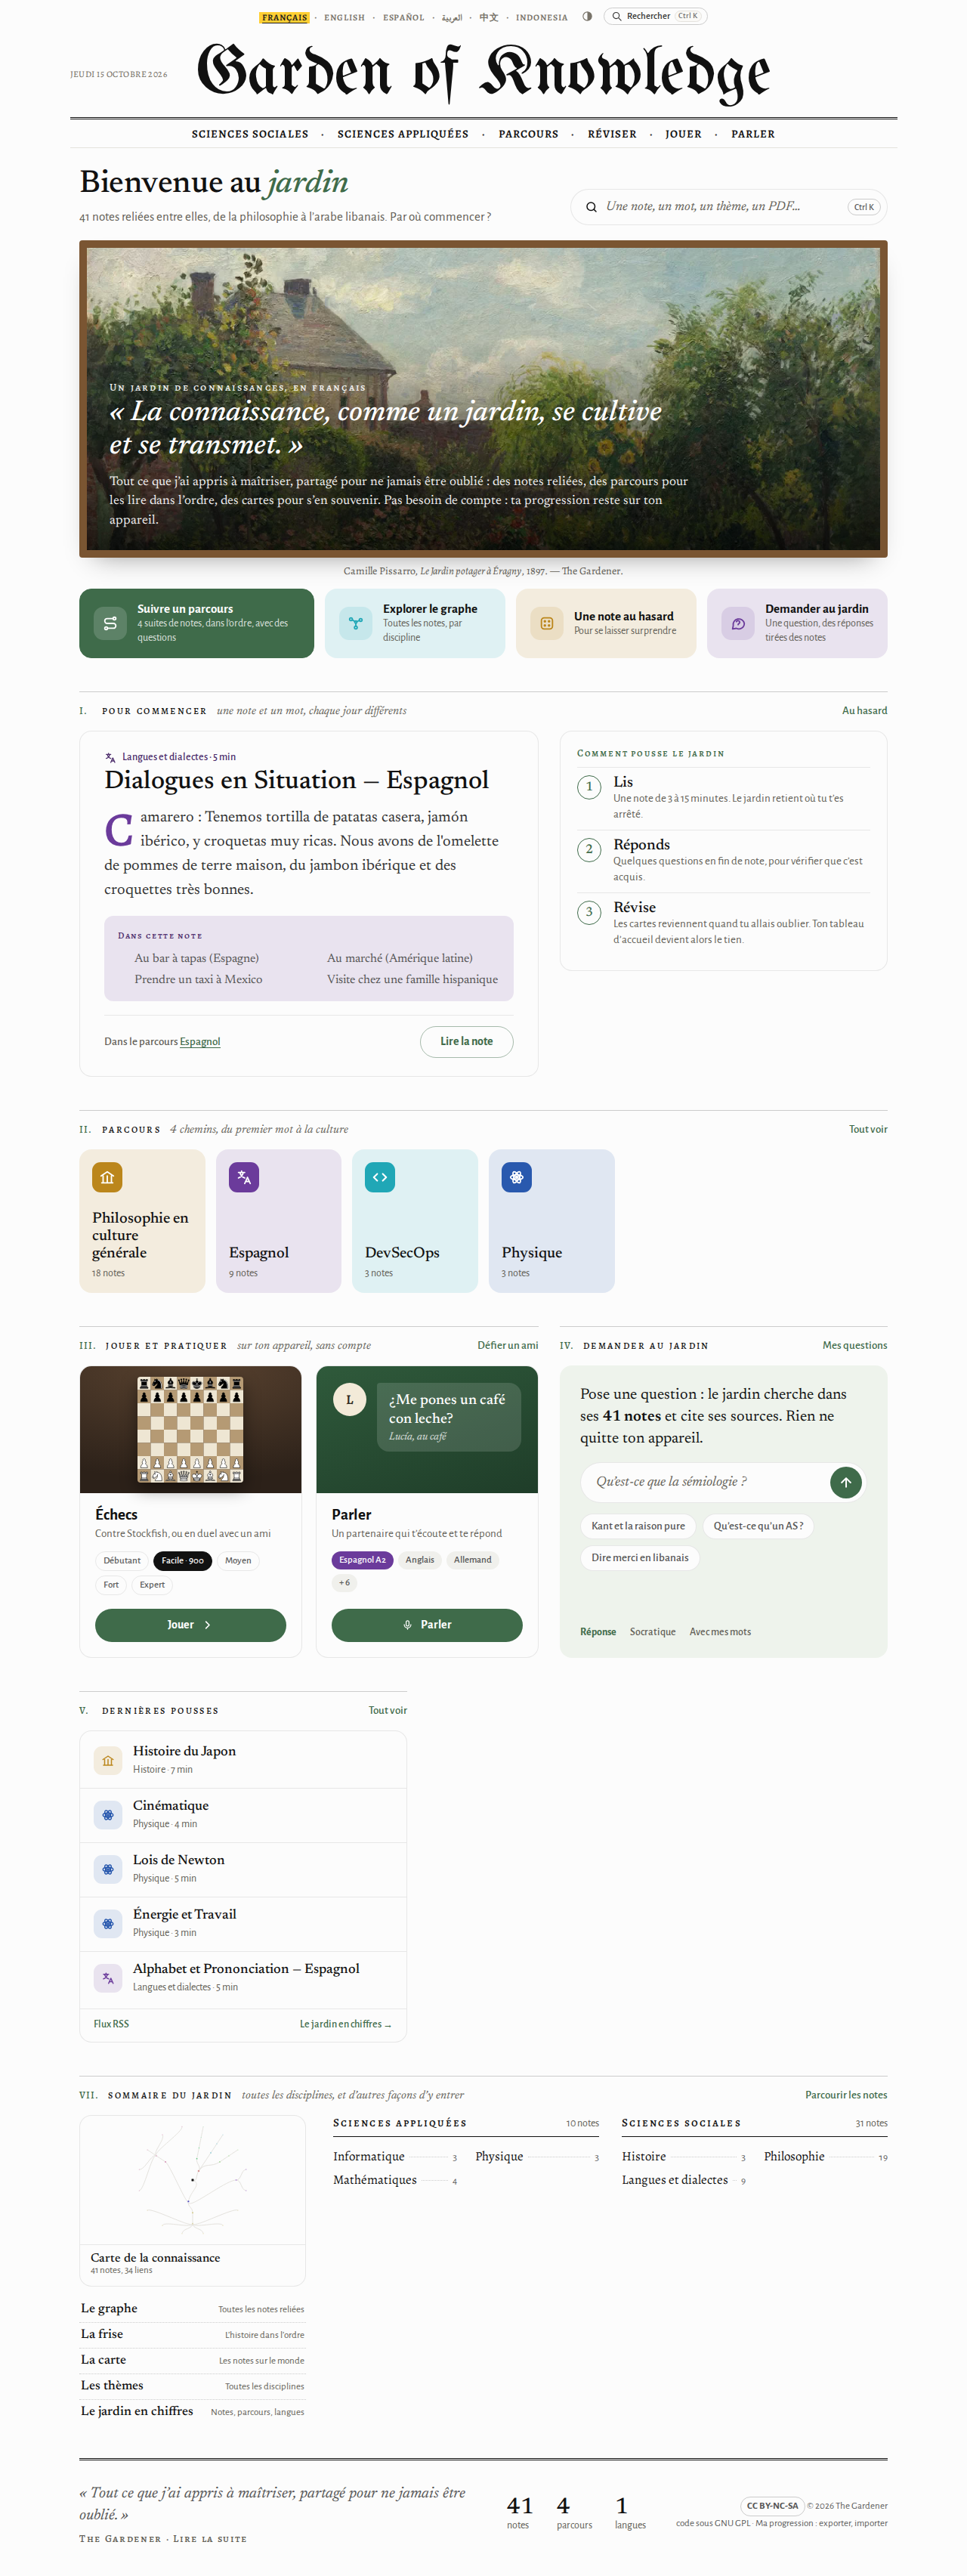 FRANÇAIS · ENGLISH · ESPAÑOL · العربية · 中文 · INDONESIA
Rechercher Ctrl K
JEUDI 15 OCTOBRE 2026
Garden of Knowledge
SCIENCES SOCIALES · SCIENCES APPLIQUÉES · PARCOURS · RÉVISER · JOUER · PARLER
Bienvenue au jardin
41 notes reliées entre elles, de la philosophie à l'arabe libanais. Par où commencer ?
Une note, un mot, un thème, un PDF... Ctrl K
UN JARDIN DE CONNAISSANCES, EN FRANÇAIS
« La connaissance, comme un jardin, se cultive
et se transmet. »
Tout ce que j'ai appris à maîtriser, partagé pour ne jamais être oublié : des notes reliées, des parcours pour
les lire dans l'ordre, des cartes pour s'en souvenir. Pas besoin de compte : ta progression reste sur ton
appareil.
Camille Pissarro, Le Jardin potager à Éragny, 1897. — The Gardener.
Suivre un parcours
4 suites de notes, dans l'ordre, avec des
questions
Explorer le graphe
Toutes les notes, par
discipline
Une note au hasard
Pour se laisser surprendre
Demander au jardin
Une question, des réponses
tirées des notes
I. POUR COMMENCER une note et un mot, chaque jour différents
Au hasard
Langues et dialectes · 5 min
Dialogues en Situation — Espagnol
Camarero : Tenemos tortilla de patatas casera, jamón
ibérico, y croquetas muy ricas. Nous avons de l'omelette
de pommes de terre maison, du jambon ibérique et des
croquettes très bonnes.
DANS CETTE NOTE
Au bar à tapas (Espagne) Au marché (Amérique latine)
Prendre un taxi à Mexico Visite chez une famille hispanique
Dans le parcours Espagnol
Lire la note
COMMENT POUSSE LE JARDIN
1 Lis
Une note de 3 à 15 minutes. Le jardin retient où tu t'es
arrêté.
2 Réponds
Quelques questions en fin de note, pour vérifier que c'est
acquis.
3 Révise
Les cartes reviennent quand tu allais oublier. Ton tableau
d'accueil devient alors le tien.
II. PARCOURS 4 chemins, du premier mot à la culture
Tout voir
Philosophie en
culture
générale
18 notes
Espagnol
9 notes
DevSecOps
3 notes
Physique
3 notes
III. JOUER ET PRATIQUER sur ton appareil, sans compte
Défier un ami
Échecs
Contre Stockfish, ou en duel avec un ami
Débutant Facile · 900 Moyen
Fort Expert
Jouer
L
¿Me pones un café
con leche?
Lucía, au café
Parler
Un partenaire qui t'écoute et te répond
Espagnol A2 Anglais Allemand
+ 6
Parler
IV. DEMANDER AU JARDIN
Mes questions
Pose une question : le jardin cherche dans
ses 41 notes et cite ses sources. Rien ne
quitte ton appareil.
Qu'est-ce que la sémiologie ?
Kant et la raison pure Qu'est-ce qu'un AS ?
Dire merci en libanais
Réponse Socratique Avec mes mots
V. DERNIÈRES POUSSES
Tout voir
Histoire du Japon
Histoire · 7 min
Cinématique
Physique · 4 min
Lois de Newton
Physique · 5 min
Énergie et Travail
Physique · 3 min
Alphabet et Prononciation — Espagnol
Langues et dialectes · 5 min
Flux RSS Le jardin en chiffres →
VII. SOMMAIRE DU JARDIN toutes les disciplines, et d'autres façons d'y entrer
Parcourir les notes
Carte de la connaissance
41 notes, 34 liens
Le graphe Toutes les notes reliées
La frise L'histoire dans l'ordre
La carte Les notes sur le monde
Les thèmes Toutes les disciplines
Le jardin en chiffres Notes, parcours, langues
SCIENCES APPLIQUÉES 10 notes
Informatique 3 Physique 3
Mathématiques 4
SCIENCES SOCIALES 31 notes
Histoire 3 Philosophie 19
Langues et dialectes 9
« Tout ce que j'ai appris à maîtriser, partagé pour ne jamais être
oublié. »
THE GARDENER · LIRE LA SUITE
41 notes
4 parcours
1 langues
CC BY-NC-SA © 2026 The Gardener
code sous GNU GPL · Ma progression : exporter, importer